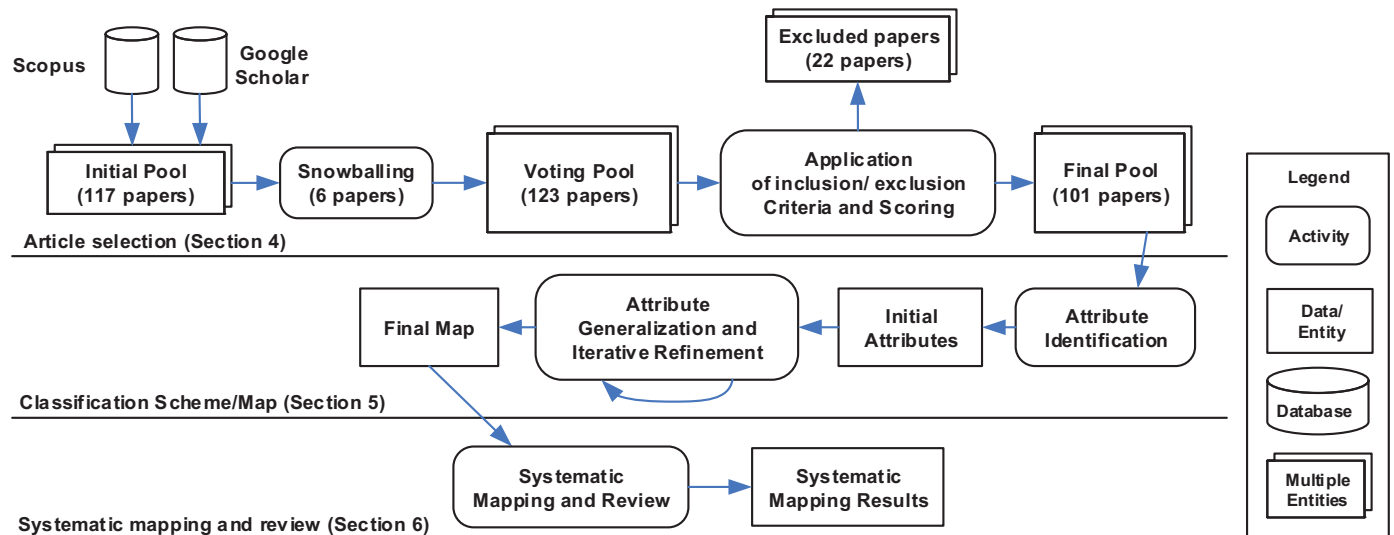 Scopus
Google
Scholar
Excluded papers
(22 papers)
Initial Pool
(117 papers)
Snowballing
(6 papers)
Voting Pool
(123 papers)
Application
of inclusion/ exclusion
Criteria and Scoring
Final Pool
(101 papers)
Article selection (Section 4)
Final Map
Attribute
Generalization and
Iterative Refinement
Initial
Attributes
Attribute
Identification
Classification Scheme/Map (Section 5)
Systematic
Mapping and Review
Systematic
Mapping Results
Systematic mapping and review (Section 6)
Legend
Activity
Data/
Entity
Database
Multiple
Entities